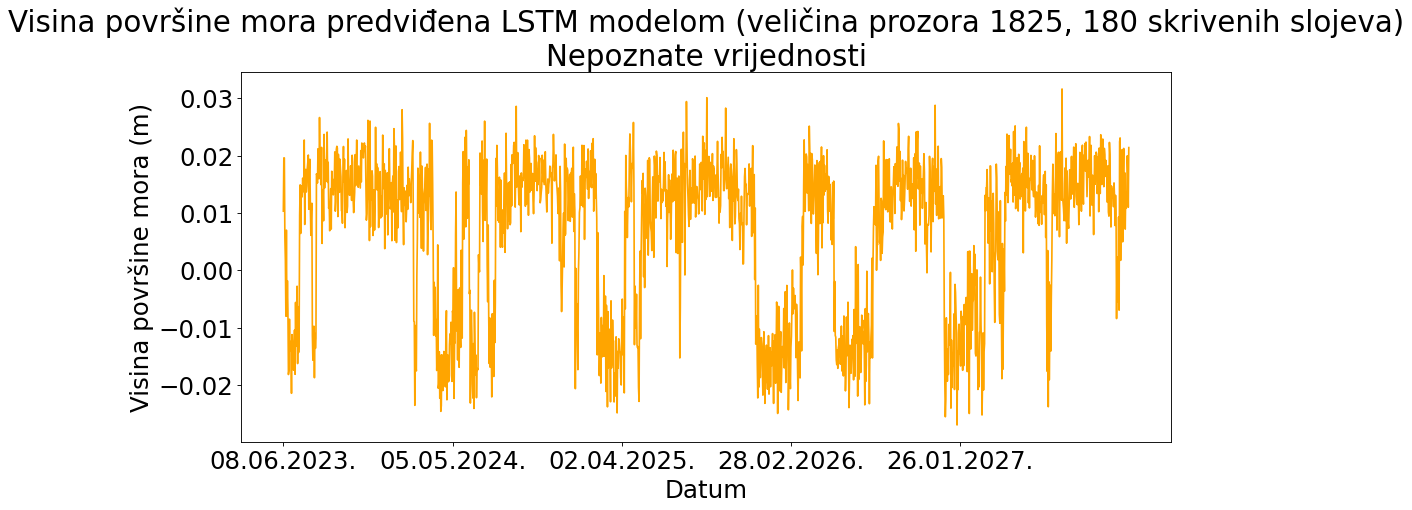 Visina površine mora predviđena LSTM modelom (veličina prozora 1825, 180 skrivenih slojeva)
Nepoznate vrijednosti
Visina površine mora (m)
0.03
0.02
0.01
0.00
−0.01
−0.02
08.06.2023. 05.05.2024. 02.04.2025. 28.02.2026. 26.01.2027.
Datum